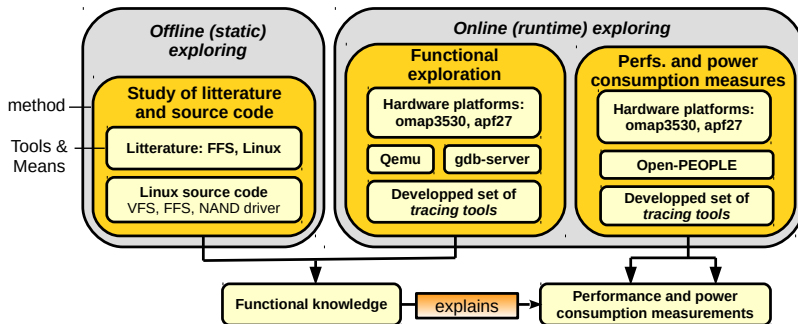 Offline (static)
exploring
Online (runtime) exploring
method
Tools &
Means
Study of litterature
and source code
Litterature: FFS, Linux
Linux source code
VFS, FFS, NAND driver
Functional
exploration
Hardware platforms:
omap3530, apf27
Qemu
gdb-server
Developped set of
tracing tools
Perfs. and power
consumption measures
Hardware platforms:
omap3530, apf27
Open-PEOPLE
Developped set of
tracing tools
Functional knowledge
explains
Performance and power
consumption measurements